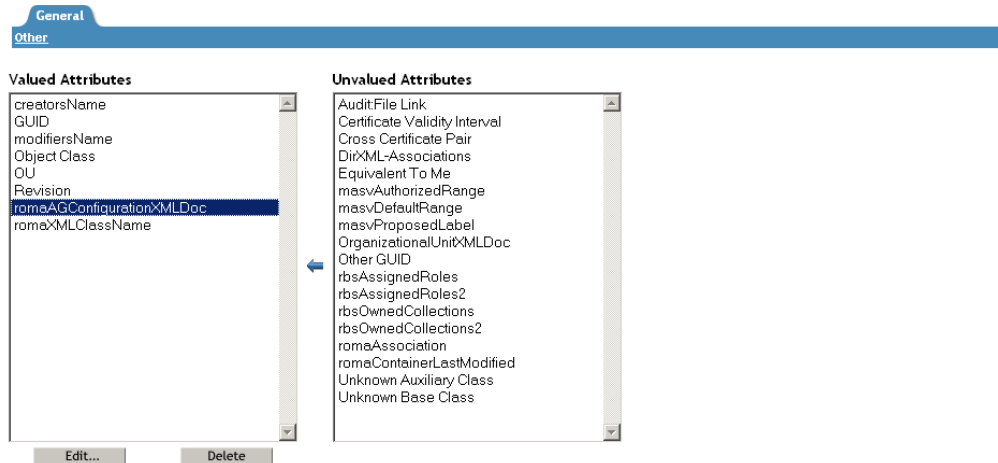 General
Other
Valued Attributes
creatorsName
GUID
modifiersName
Object Class
OU
Revision
romaAGConfigurationXMLDoc
romaXMLClassName
Edit...
Delete
Unvalued Attributes
Audit:File Link
Certificate Validity Interval
Cross Certificate Pair
DirXML-Associations
Equivalent To Me
masvAuthorizedRange
masvDefaultRange
masvProposedLabel
OrganizationalUnitXMLDoc
Other GUID
rbsAssignedRoles
rbsAssignedRoles2
rbsOwnedCollections
rbsOwnedCollections2
romaAssociation
romaContainerLastModified
Unknown Auxiliary Class
Unknown Base Class